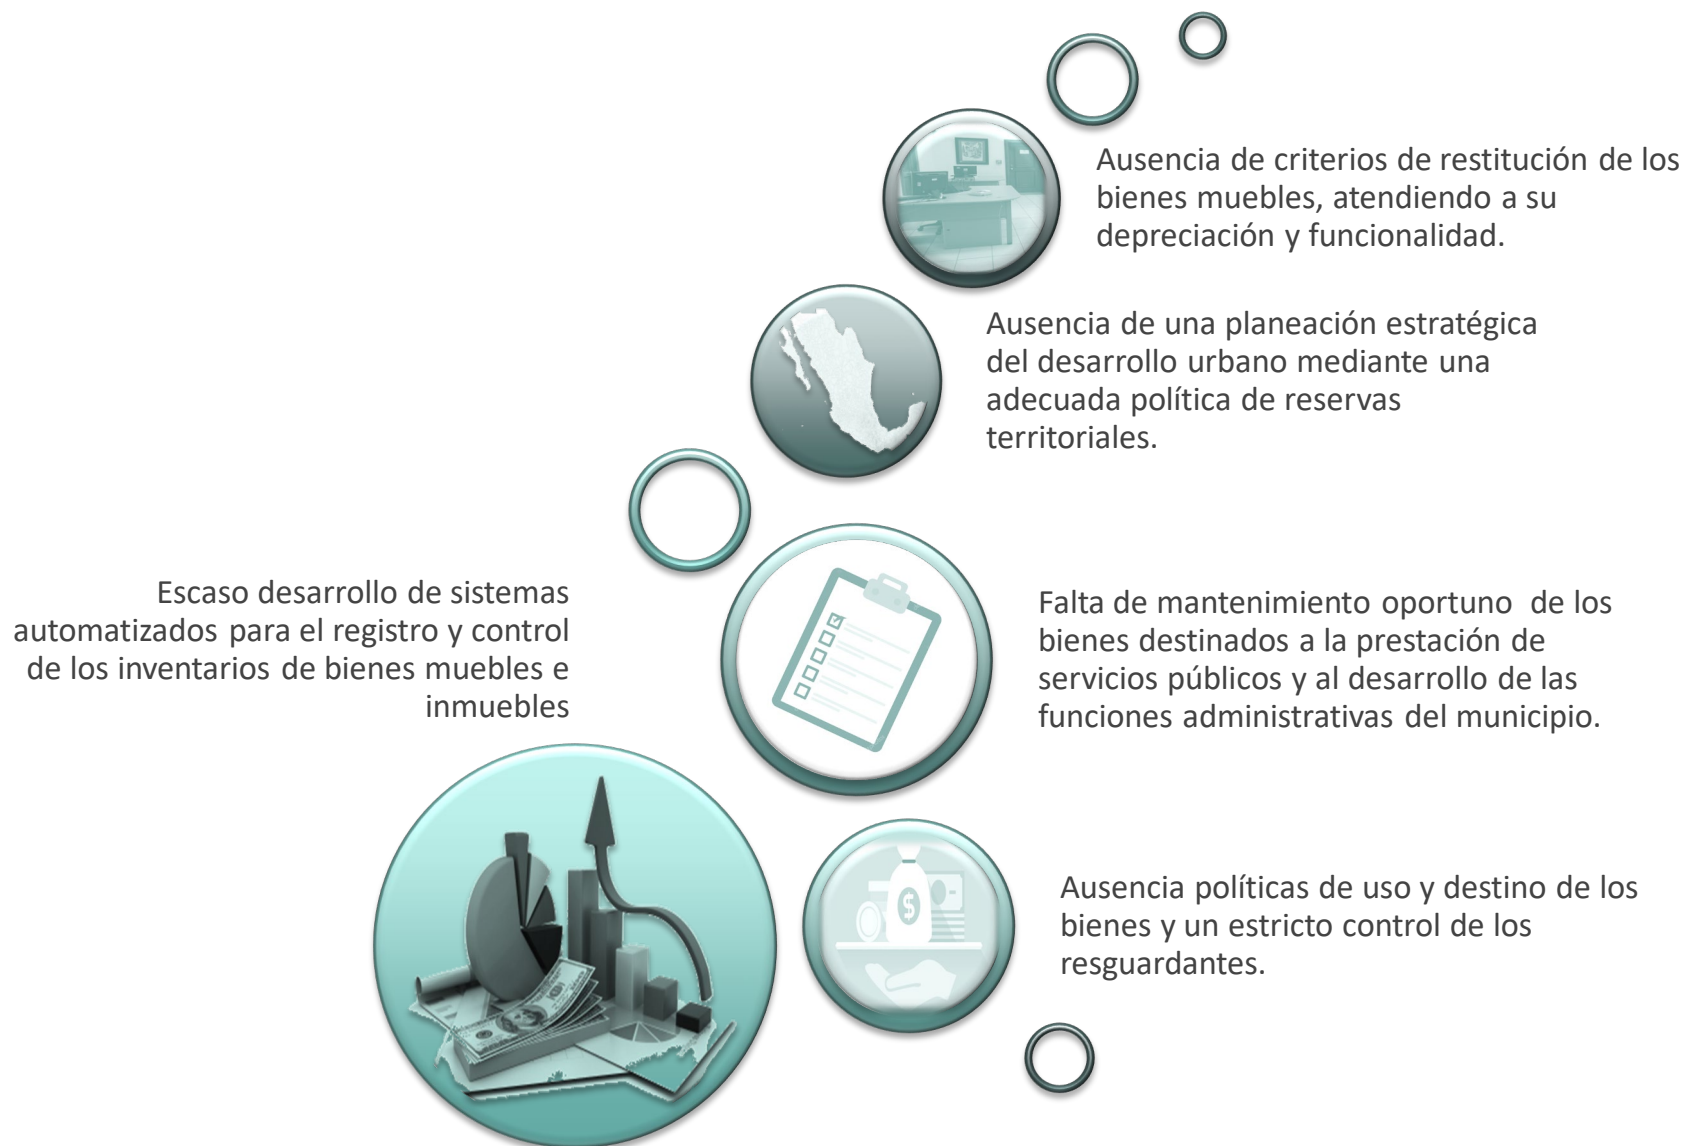 Ausencia de criterios de restitución de los
bienes muebles, atendiendo a su
depreciación y funcionalidad.
Ausencia de una planeación estratégica
del desarrollo urbano mediante una
adecuada política de reservas
territoriales.
Escaso desarrollo de sistemas
automatizados para el registro y control
de los inventarios de bienes muebles e
inmuebles
Falta de mantenimiento oportuno de los
bienes destinados a la prestación de
servicios públicos y al desarrollo de las
funciones administrativas del municipio.
Ausencia políticas de uso y destino de los
bienes y un estricto control de los
resguardantes.
$